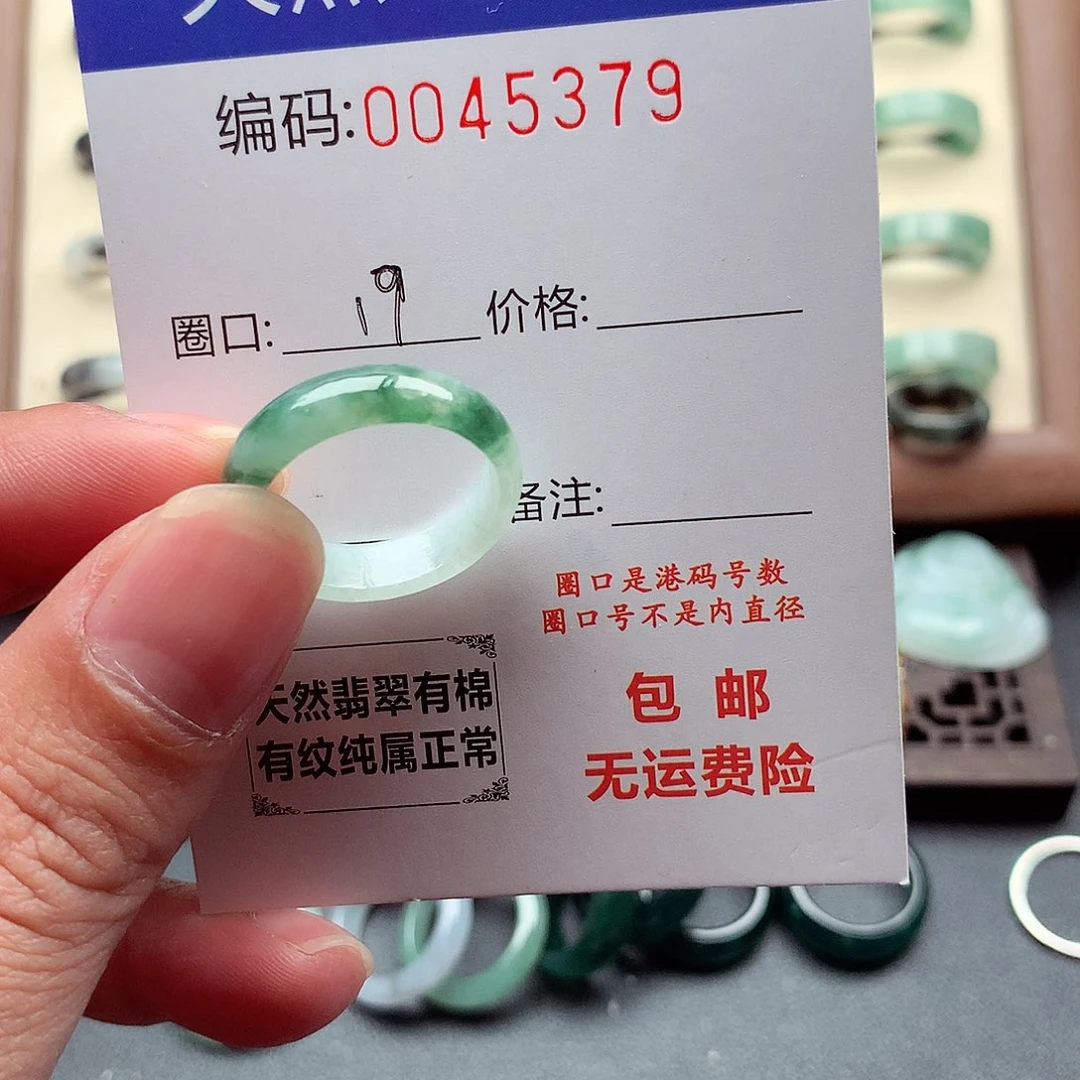 天然
编码:0045379
圈口: 19 价格:
备注:
圈口是港码号数
圈口号不是内直径
天然翡翠有棉
有纹纯属正常
包 邮
无运费险